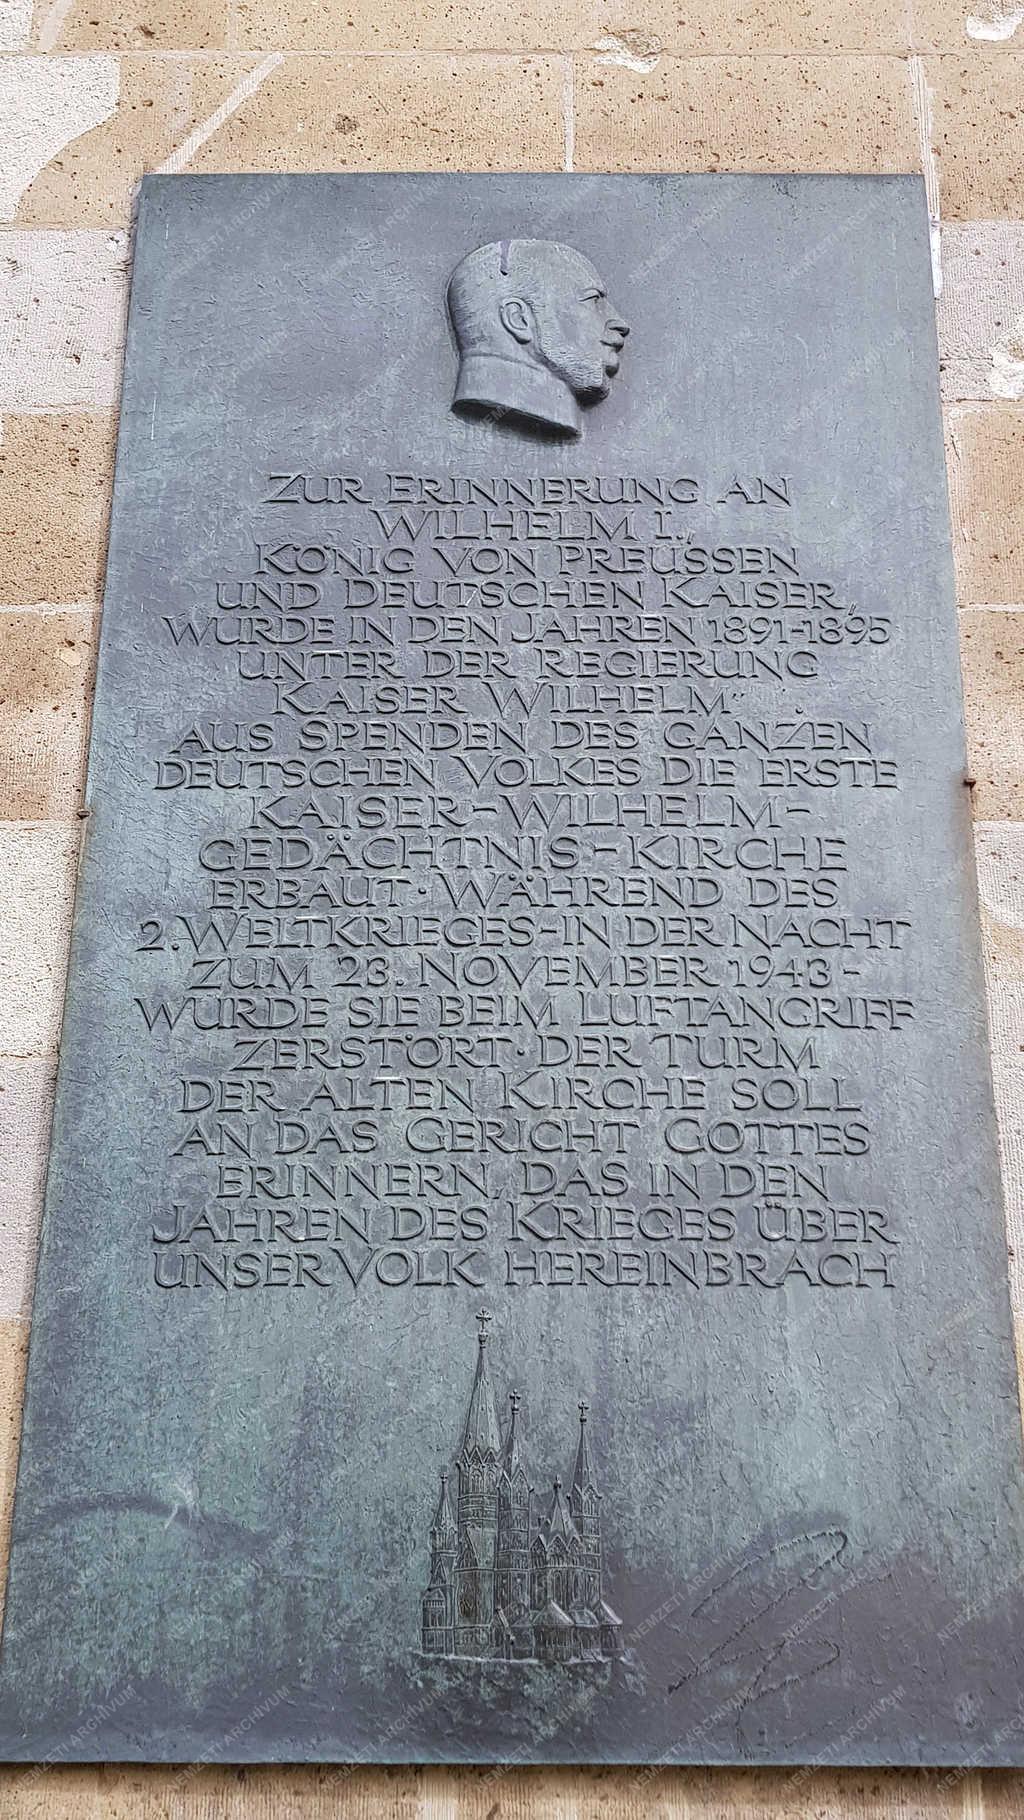 ZUR ERINNERUNG AN
WILHELM I.,
KÖNIG VON PREUSSEN
UND DEUTSCHEN KAISER,
WURDE IN DEN JAHREN 1891-1895
UNTER DER REGIERUNG
KAISER WILHELM
AUS SPENDEN DES GANZEN
DEUTSCHEN VOLKES DIE ERSTE
KAISER-WILHELM-
GEDÄCHTNIS-KIRCHE
ERBAUT · WÄHREND DES
2. WELTKRIEGES-IN DER NACHT
ZUM 23. NOVEMBER 1943-
WURDE SIE BEIM LUFTANGRIFF
ZERSTÖRT · DER TURM
DER ALTEN KIRCHE SOLL
AN DAS GERICHT GOTTES
ERINNERN, DAS IN DEN
JAHREN DES KRIEGES ÜBER
UNSER VOLK HEREINBRACH
NEMZETI ARCHIVUM